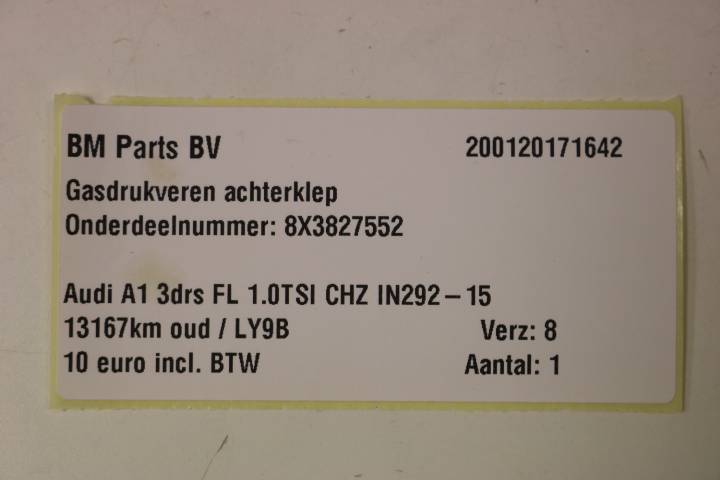 BM Parts BV 200120171642
Gasdrukveren achterklep
Onderdeelnummer: 8X3827552
Audi A1 3drs FL 1.0TSI CHZ IN292-15
13167km oud / LY9B Verz: 8
10 euro incl. BTW Aantal: 1